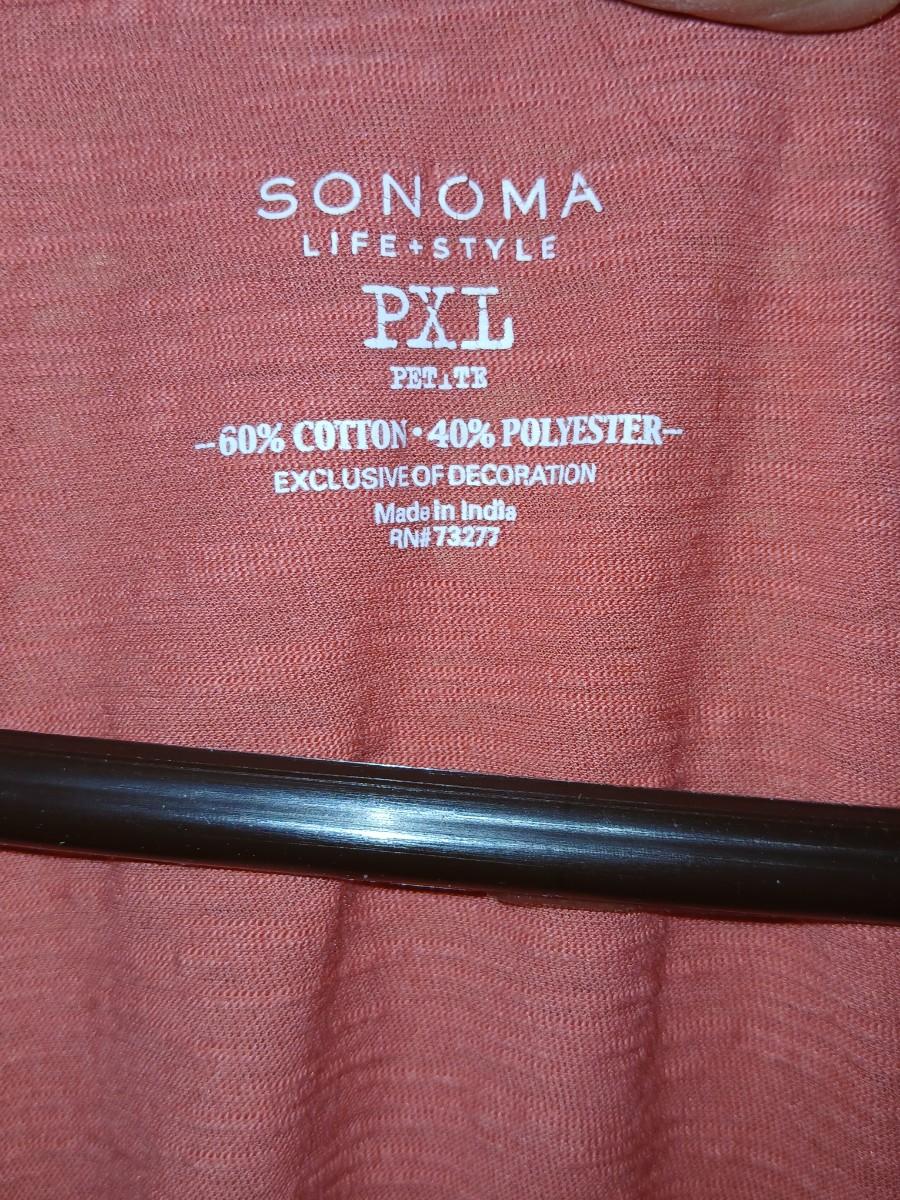 SONOMA
LIFE+STYLE
PXL
PETITE
-60% COTTON • 40% POLYESTER-
EXCLUSIVE OF DECORATION
Made in India
RN# 73277